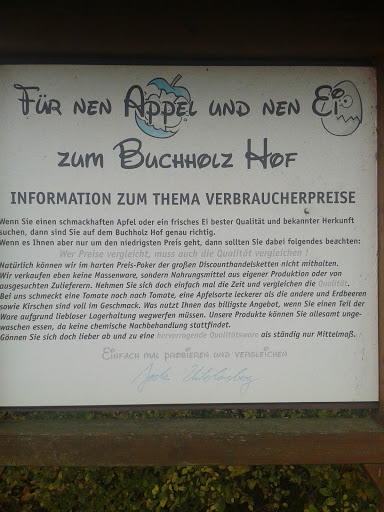 Für nen Appel und nen Ei
zum Buchholz Hof
INFORMATION ZUM THEMA VERBRAUCHERPREISE
Wenn Sie einen schmackhaften Apfel oder ein frisches Ei bester Qualität und bekannter Herkunft
suchen, dann sind Sie auf dem Buchholz Hof genau richtig.
Wenn es Ihnen aber nur um den niedrigsten Preis geht, dann sollten Sie dabei folgendes beachten:
Wer Preise vergleicht, muss auch die Qualität vergleichen !
Natürlich können wir im harten Preis-Poker der großen Discounthandelsketten nicht mithalten.
Wir verkaufen eben keine Massenware, sondern Nahrungsmittel aus eigener Produktion oder von
ausgesuchten Zulieferern. Nehmen Sie sich doch einfach mal die Zeit und vergleichen die Qualität.
Bei uns schmeckt eine Tomate noch nach Tomate, eine Apfelsorte leckerer als die andere und Erdbeeren
sowie Kirschen sind voll im Geschmack. Was nutzt Ihnen das billigste Angebot, wenn Sie einen Teil der
Ware aufgrund liebloser Lagerhaltung wegwerfen müssen. Unsere Produkte können Sie allesamt unge-
waschen essen, da keine chemische Nachbehandlung stattfindet.
Gönnen Sie sich doch lieber ab und zu eine hervorragende Qualitätsware als ständig nur Mittelmaß.
Einfach mal probieren und vergleichen